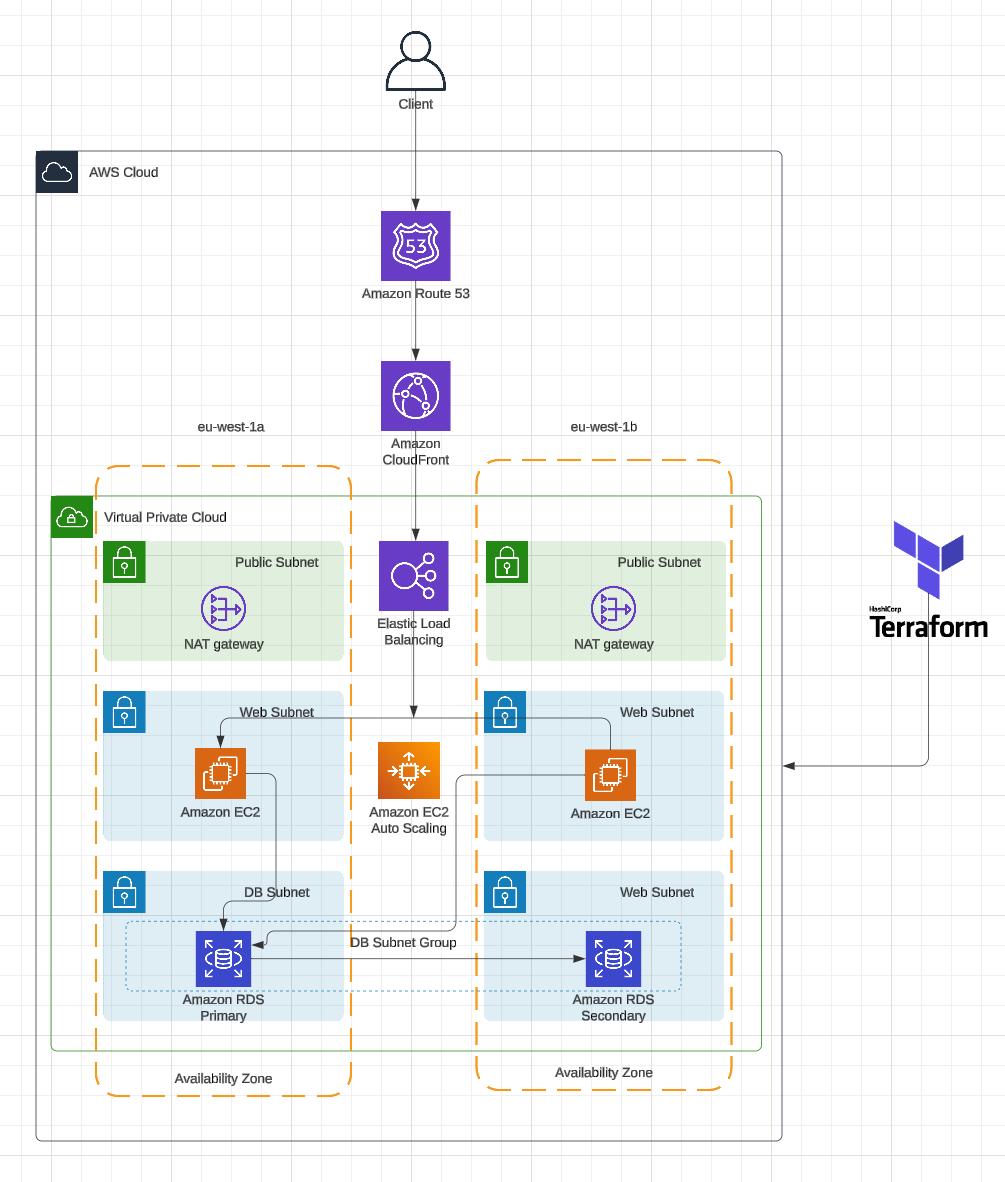 Client
AWS Cloud
53
Amazon Route 53
eu-west-1a
eu-west-1b
Amazon
CloudFront
Virtual Private Cloud
Public Subnet
Public Subnet
NAT gateway
Elastic Load
Balancing
NAT gateway
HashiCorp
Terraform
Web Subnet
Web Subnet
Amazon EC2
Amazon EC2
Auto Scaling
Amazon EC2
DB Subnet
Web Subnet
DB Subnet Group
Amazon RDS
Primary
Amazon RDS
Secondary
Availability Zone
Availability Zone